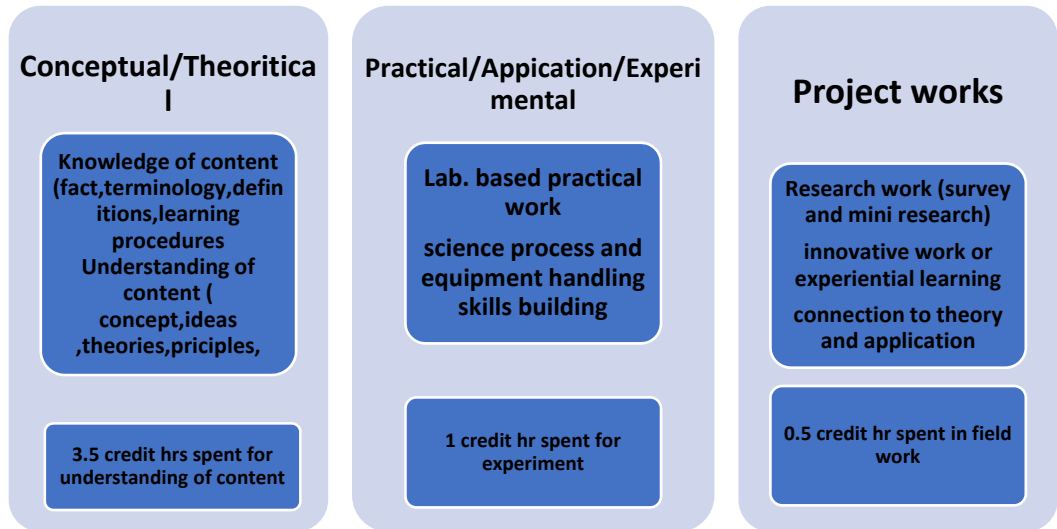 Conceptual/Theoritica
l
Knowledge of content
(fact,terminology,defin
itions,learning
procedures
Understanding of
content (
concept,ideas
,theories,priciples,
3.5 credit hrs spent for
understanding of content
Practical/Appication/Experi
mental
Lab. based practical
work
science process and
equipment handling
skills building
1 credit hr spent for
experiment
Project works
Research work (survey
and mini research)
innovative work or
experiential learning
connection to theory
and application
0.5 credit hr spent in field
work